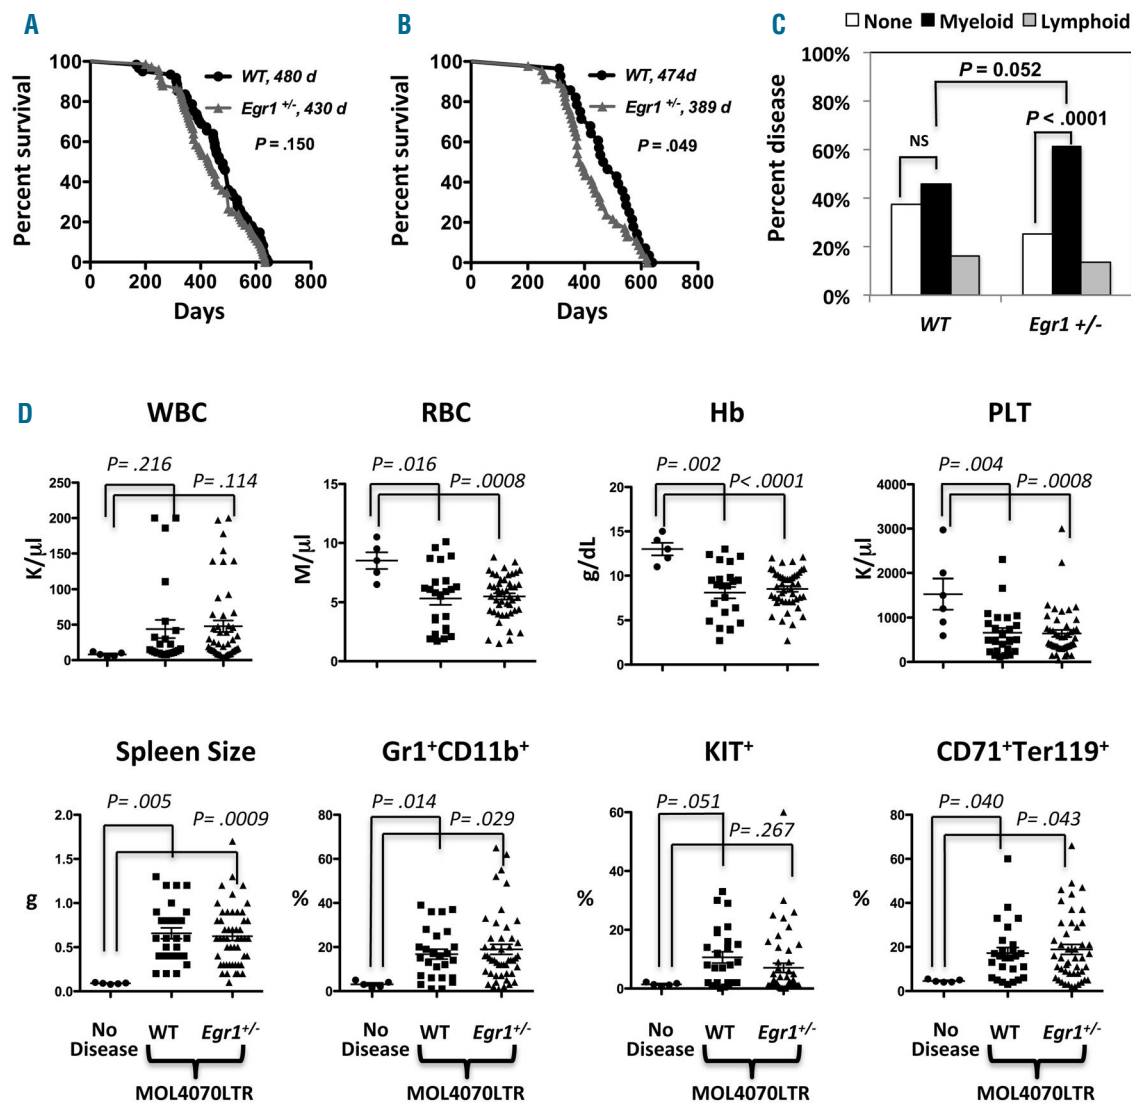 A
Percent survival
100
80
60
40
20
0
0 200 400 600 800
Days
WT, 480 d
Egr1 +/-, 430 d
P = .150
B
Percent survival
100
80
60
40
20
0
0 200 400 600 800
Days
WT, 474d
Egr1 +/-, 389 d
P = .049
C
None Myeloid Lymphoid
Percent disease
100%
80%
60%
40%
20%
0%
P = 0.052
P < .0001
NS
WT Egr1 +/-
D
WBC
P= .216
P= .114
K/µl
250
200
150
100
50
0
RBC
P= .016
P= .0008
M/µl
15
10
5
0
Hb
P= .002
P< .0001
g/dL
20
15
10
5
0
PLT
P= .004
P= .0008
K/µl
4000
3000
2000
1000
0
Spleen Size
P= .005
P= .0009
g
2.0
1.5
1.0
0.5
0.0
No Disease
WT Egr1+/-
MOL4070LTR
Gr1+CD11b+
P= .014
P= .029
%
80
60
40
20
0
No Disease
WT Egr1+/-
MOL4070LTR
KIT+
P= .051
P= .267
%
60
40
20
0
No Disease
WT Egr1+/-
MOL4070LTR
CD71+Ter119+
P= .040
P= .043
%
80
60
40
20
0
No Disease
WT Egr1+/-
MOL4070LTR